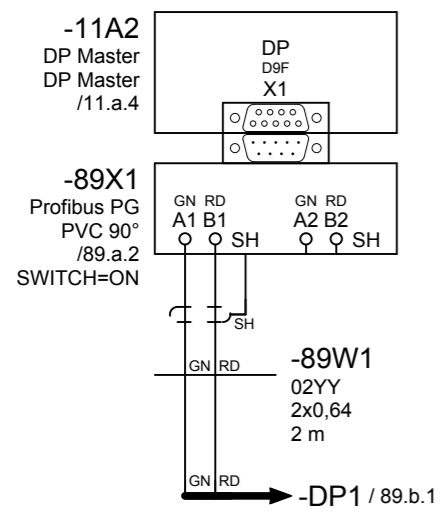 -11A2
DP Master
DP Master
/11.a.4
DP
D9F
X1
-89X1
Profibus PG
PVC 90°
/89.a.2
SWITCH=ON
GN RD
A1 B1
SH
GN RD
A2 B2
SH
SH
GN RD
-89W1
02YY
2x0,64
2 m
GN RD
-DP1 / 89.b.1